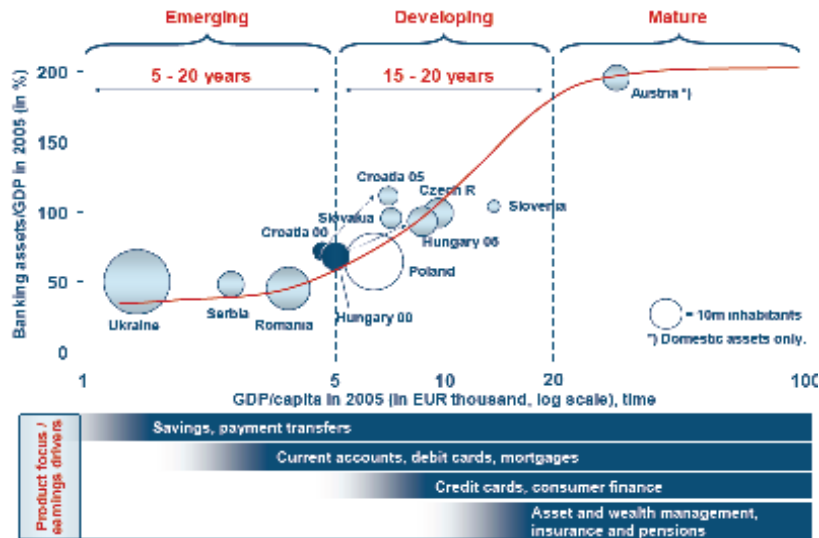 Emerging
Developing
Mature
5 - 20 years
15 - 20 years
Banking assets/GDP in 2005 (in %)
200
150
100
50
0
Austria *)
Croatia 05
Czech R
Slovakia
Slovenia
Croatia 00
Hungary 05
Poland
Ukraine
Serbia
Romania
Hungary 00
= 10m inhabitants
*) Domestic assets only.
1
5
10
20
100
GDP/capita in 2005 (in EUR thousand, log scale), time
Product focus /
earnings drivers
Savings, payment transfers
Current accounts, debit cards, mortgages
Credit cards, consumer finance
Asset and wealth management,
insurance and pensions